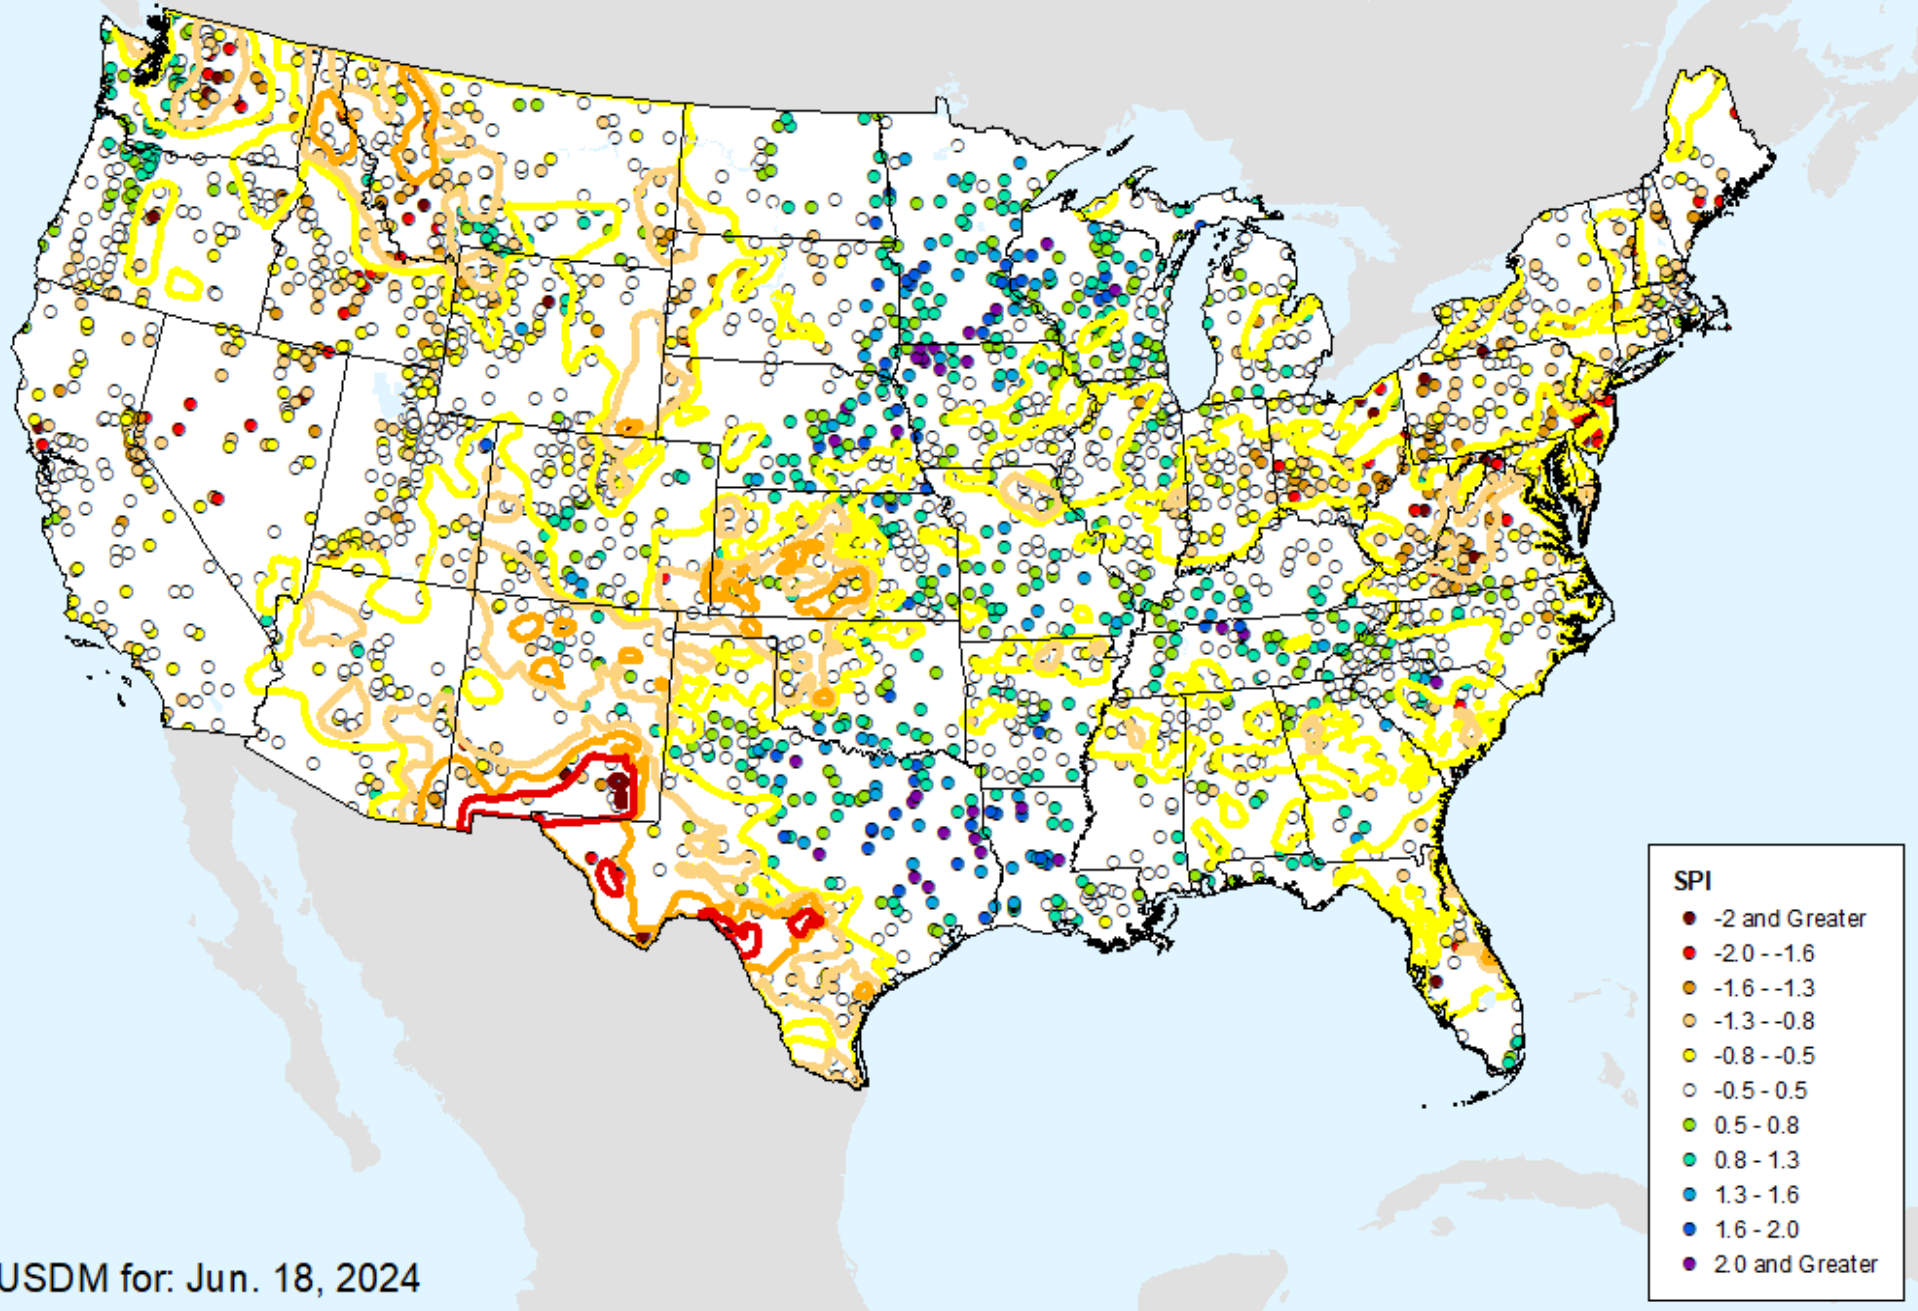 SPI
-2 and Greater
-2.0 - -1.6
-1.6 - -1.3
-1.3 - -0.8
-0.8 - -0.5
-0.5 - 0.5
0.5 - 0.8
0.8 - 1.3
1.3 - 1.6
1.6 - 2.0
2.0 and Greater
USDM for: Jun. 18, 2024